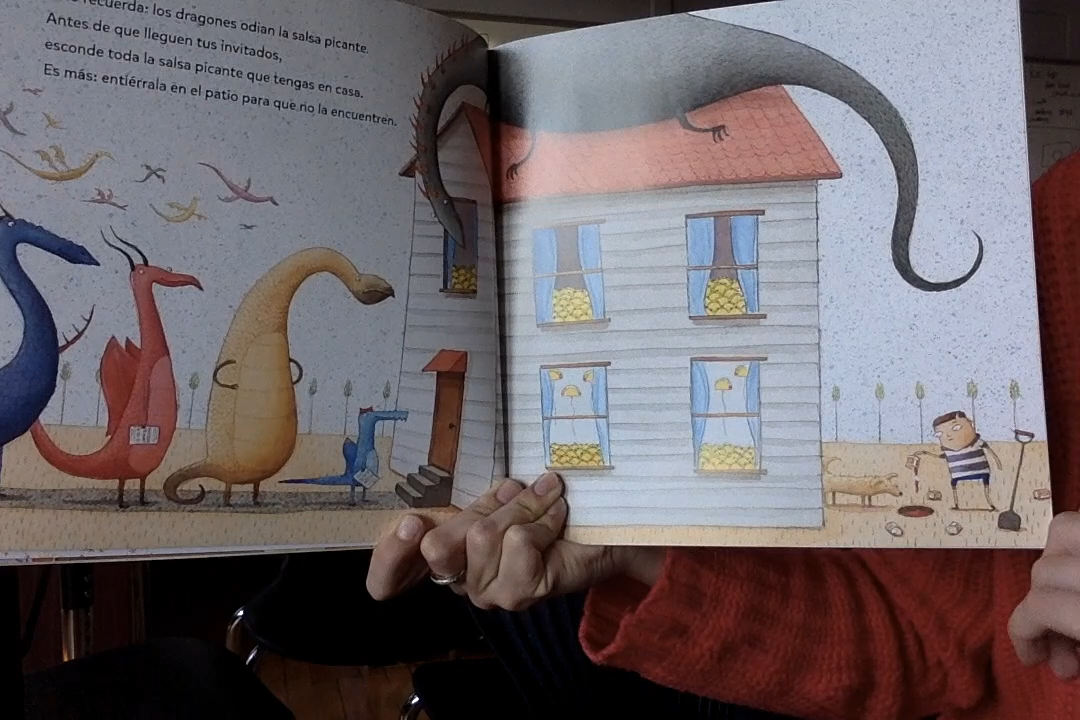 recuerda: los dragones odian la salsa picante.
Antes de que lleguen tus invitados,
esconde toda la salsa picante que tengas en casa.
Es más: entiérrala en el patio para que no la encuentren.